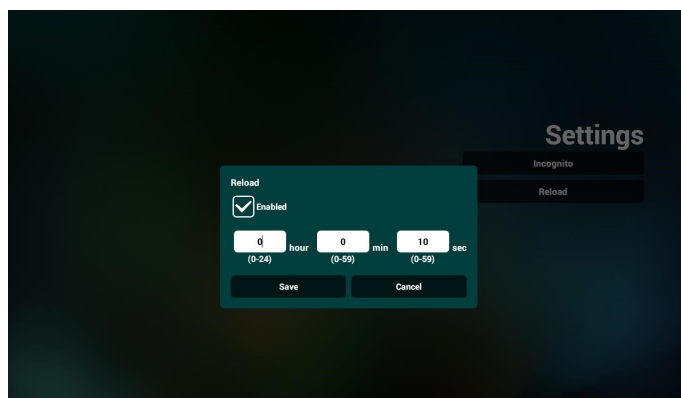 Settings
Incognito
Reload
Reload
Enabled
0 hour 0 min 10 sec
(0-24) (0-59) (0-59)
Save Cancel